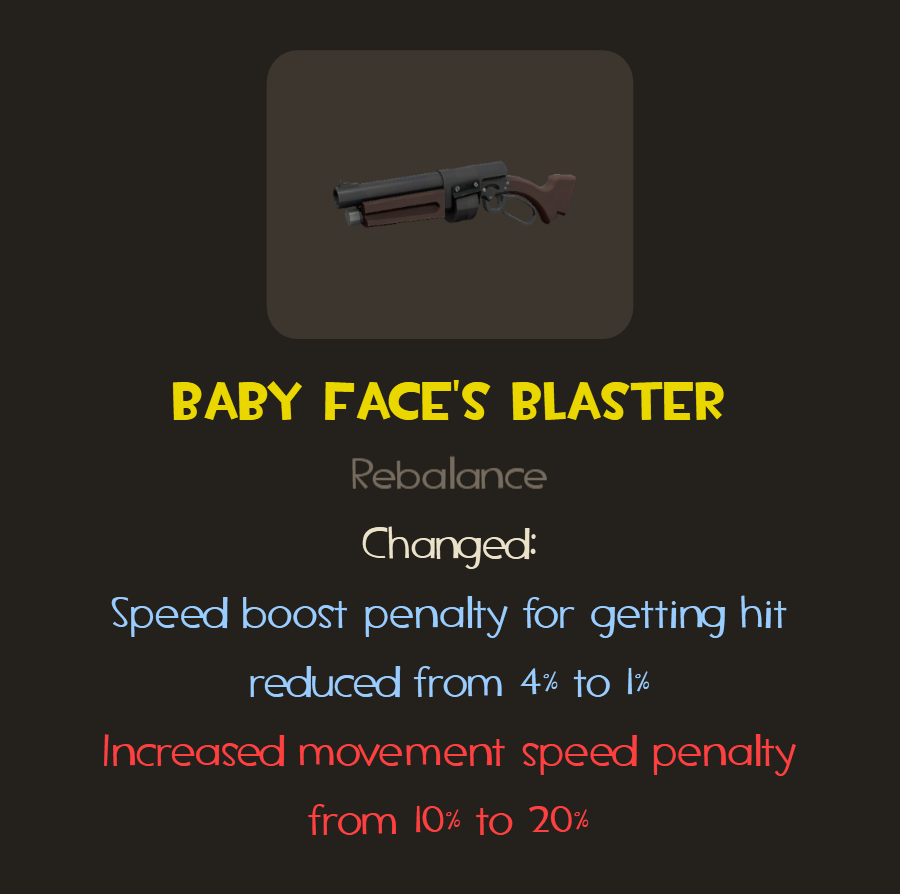 BABY FACE'S BLASTER
Rebalance
Changed:
Speed boost penalty for getting hit
reduced from 4% to 1%
Increased movement speed penalty
from 10% to 20%